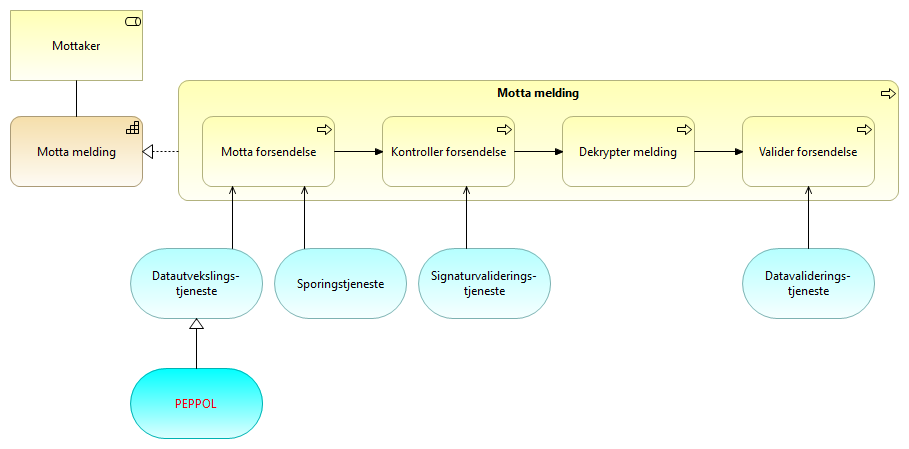 Mottaker
Motta melding
Motta melding
Motta forsendelse
Kontroller forsendelse
Dekrypter melding
Valider forsendelse
Datautvekslings-
tjeneste
Sporingstjeneste
Signaturvaliderings-
tjeneste
Datavaliderings-
tjeneste
PEPPOL